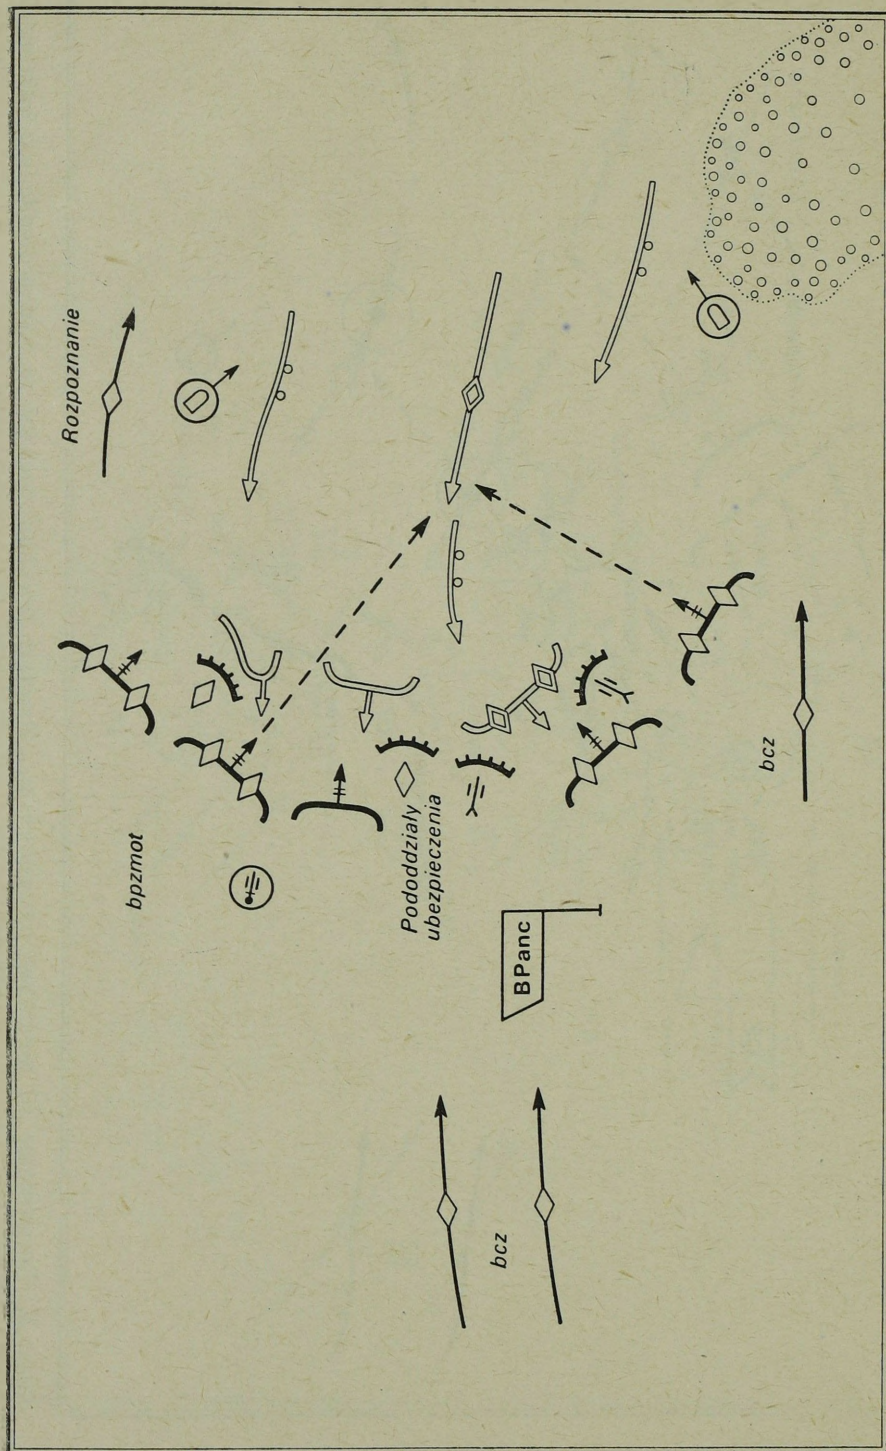 Rozpoznanie
bpzmot
Pododdziały
ubezpieczenia
BPanc
bcz
bcz